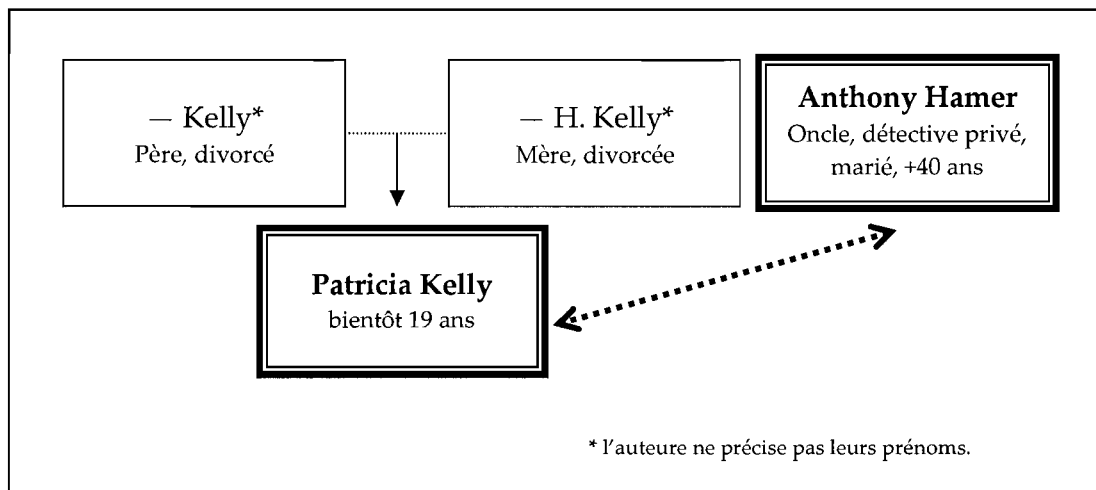 — Kelly*
Père, divorcé
— H. Kelly*
Mère, divorcée
Anthony Hamer
Oncle, détective privé,
marié, +40 ans
Patricia Kelly
bientôt 19 ans
* l'auteure ne précise pas leurs prénoms.